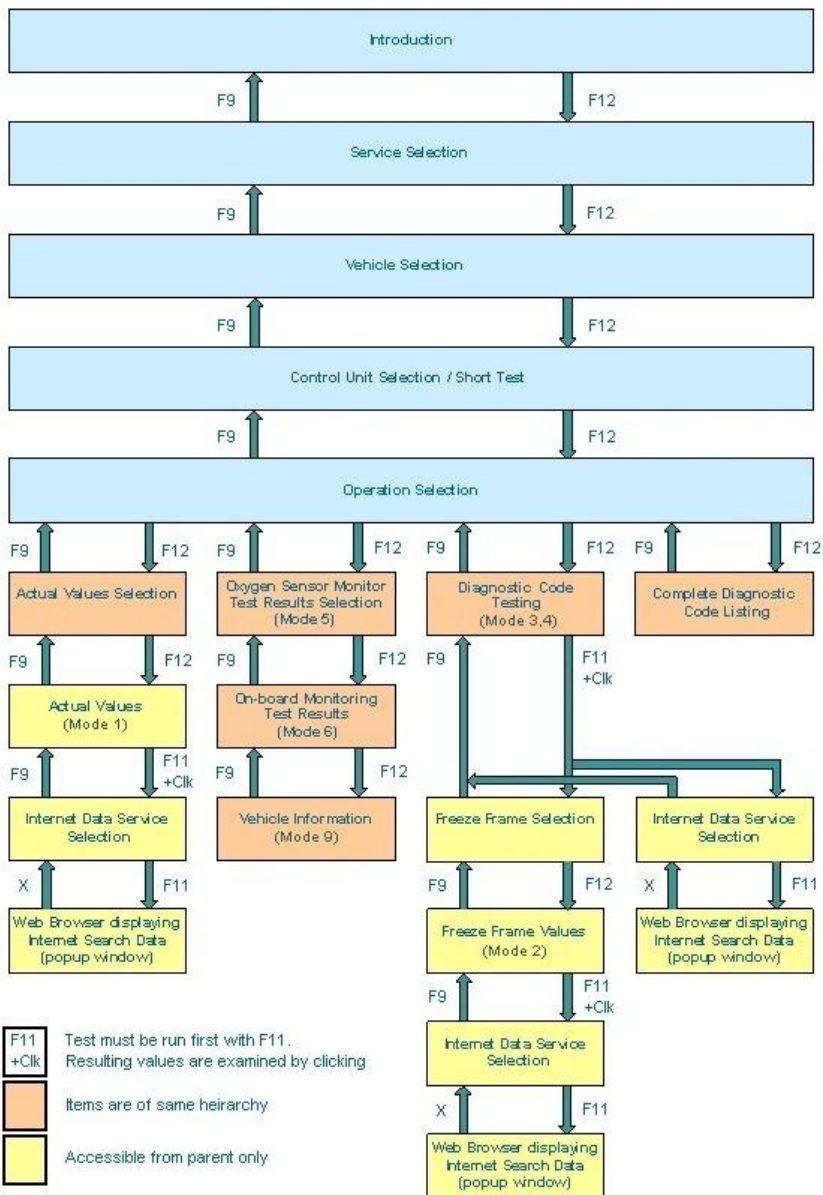 Introduction
F9
F12
Service Selection
F9
F12
Vehicle Selection
F9
F12
Control Unit Selection / Short Test
F9
F12
Operation Selection
F9
F12
F9
F12
F9
F12
F9
F12
Actual Values Selection
Oxygen Sensor Monitor
Test Results Selection
(Mode 5)
Diagnostic Code
Testing
(Mode 3,4)
Complete Diagnostic
Code Listing
F9
F12
F9
F12
F9
F11
+Clk
Actual Values
(Mode 1)
On-board Monitoring
Test Results
(Mode 6)
F9
F11
+Clk
F9
F12
Internet Data Service
Selection
Vehicle Information
(Mode 9)
Freeze Frame Selection
Internet Data Service
Selection
X
F11
F9
F12
X
F11
Web Browser displaying
Internet Search Data
(popup window)
Freeze Frame Values
(Mode 2)
Web Browser displaying
Internet Search Data
(popup window)
F9
F11
+Clk
Internet Data Service
Selection
X
F11
Web Browser displaying
Internet Search Data
(popup window)
F11
+Clk
Test must be run first with F11.
Resulting values are examined by clicking
Items are of same heirarchy
Accessible from parent only